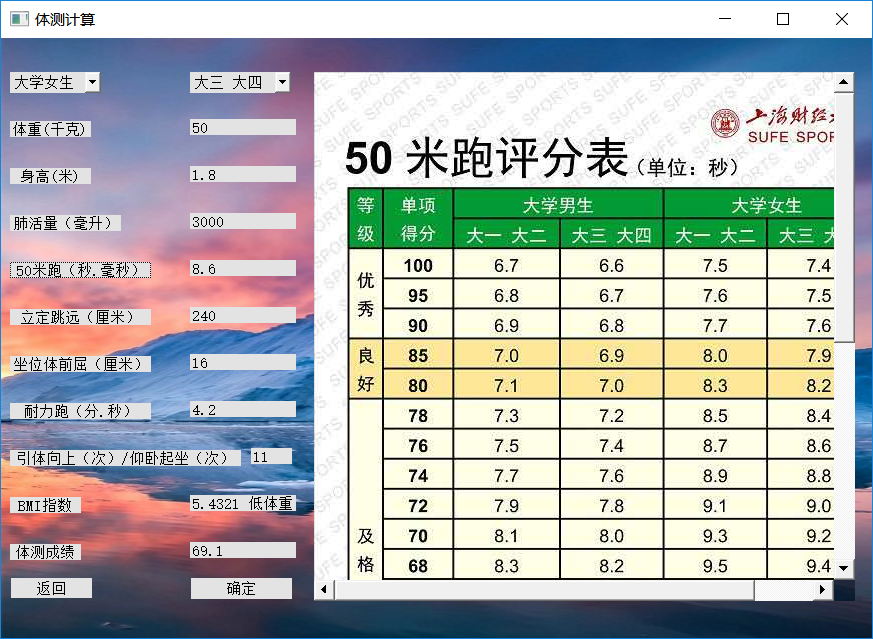 体测计算
大学女生 大三 大四
体重(千克) 50
身高(米) 1.8
肺活量（毫升） 3000
50米跑（秒.毫秒） 8.6
立定跳远（厘米） 240
坐位体前屈（厘米） 16
耐力跑（分.秒） 4.2
引体向上（次）/仰卧起坐（次） 11
BMI指数 5.4321 低体重
体测成绩 69.1
返回 确定
上海财经
SUFE SPOR
50 米跑评分表（单位：秒）
等级 单项得分 大学男生 大学女生
大一 大二 大三 大四 大一 大二 大三
优秀
100 6.7 6.6 7.5 7.4
95 6.8 6.7 7.6 7.5
90 6.9 6.8 7.7 7.6
良好
85 7.0 6.9 8.0 7.9
80 7.1 7.0 8.3 8.2
及格
78 7.3 7.2 8.5 8.4
76 7.5 7.4 8.7 8.6
74 7.7 7.6 8.9 8.8
72 7.9 7.8 9.1 9.0
70 8.1 8.0 9.3 9.2
68 8.3 8.2 9.5 9.4